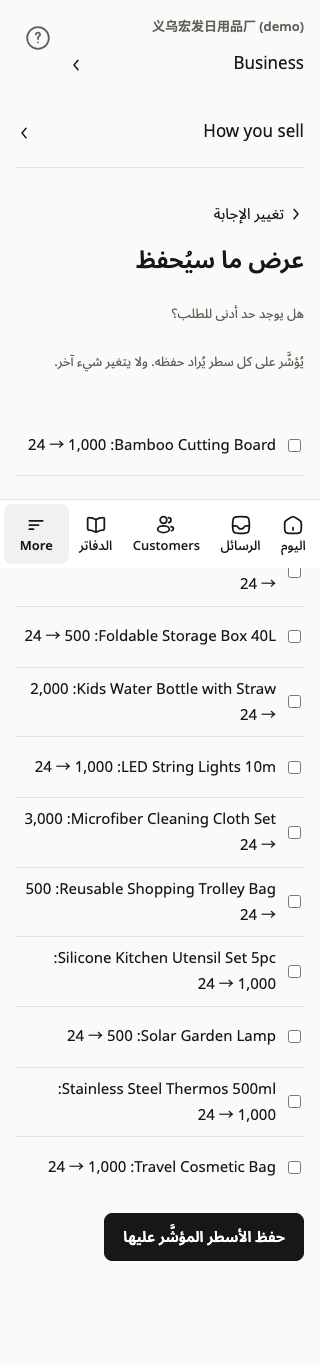 义乌宏发日用品厂 (demo)
Business
How you sell
تغيير الإجابة
عرض ما سيُحفظ
هل يوجد حد أدنى للطلب؟
يُؤشَّر على كل سطر يُراد حفظه. ولا يتغير شيء آخر.
Bamboo Cutting Board: 1,000 → 24
اليوم
الرسائل
Customers
الدفاتر
More
→ 24
Foldable Storage Box 40L: 500 → 24
Kids Water Bottle with Straw: 2,000
→ 24
LED String Lights 10m: 1,000 → 24
Microfiber Cleaning Cloth Set: 3,000
→ 24
Reusable Shopping Trolley Bag: 500
→ 24
Silicone Kitchen Utensil Set 5pc:
1,000 → 24
Solar Garden Lamp: 500 → 24
Stainless Steel Thermos 500ml:
1,000 → 24
Travel Cosmetic Bag: 1,000 → 24
حفظ الأسطر المؤشَّر عليها